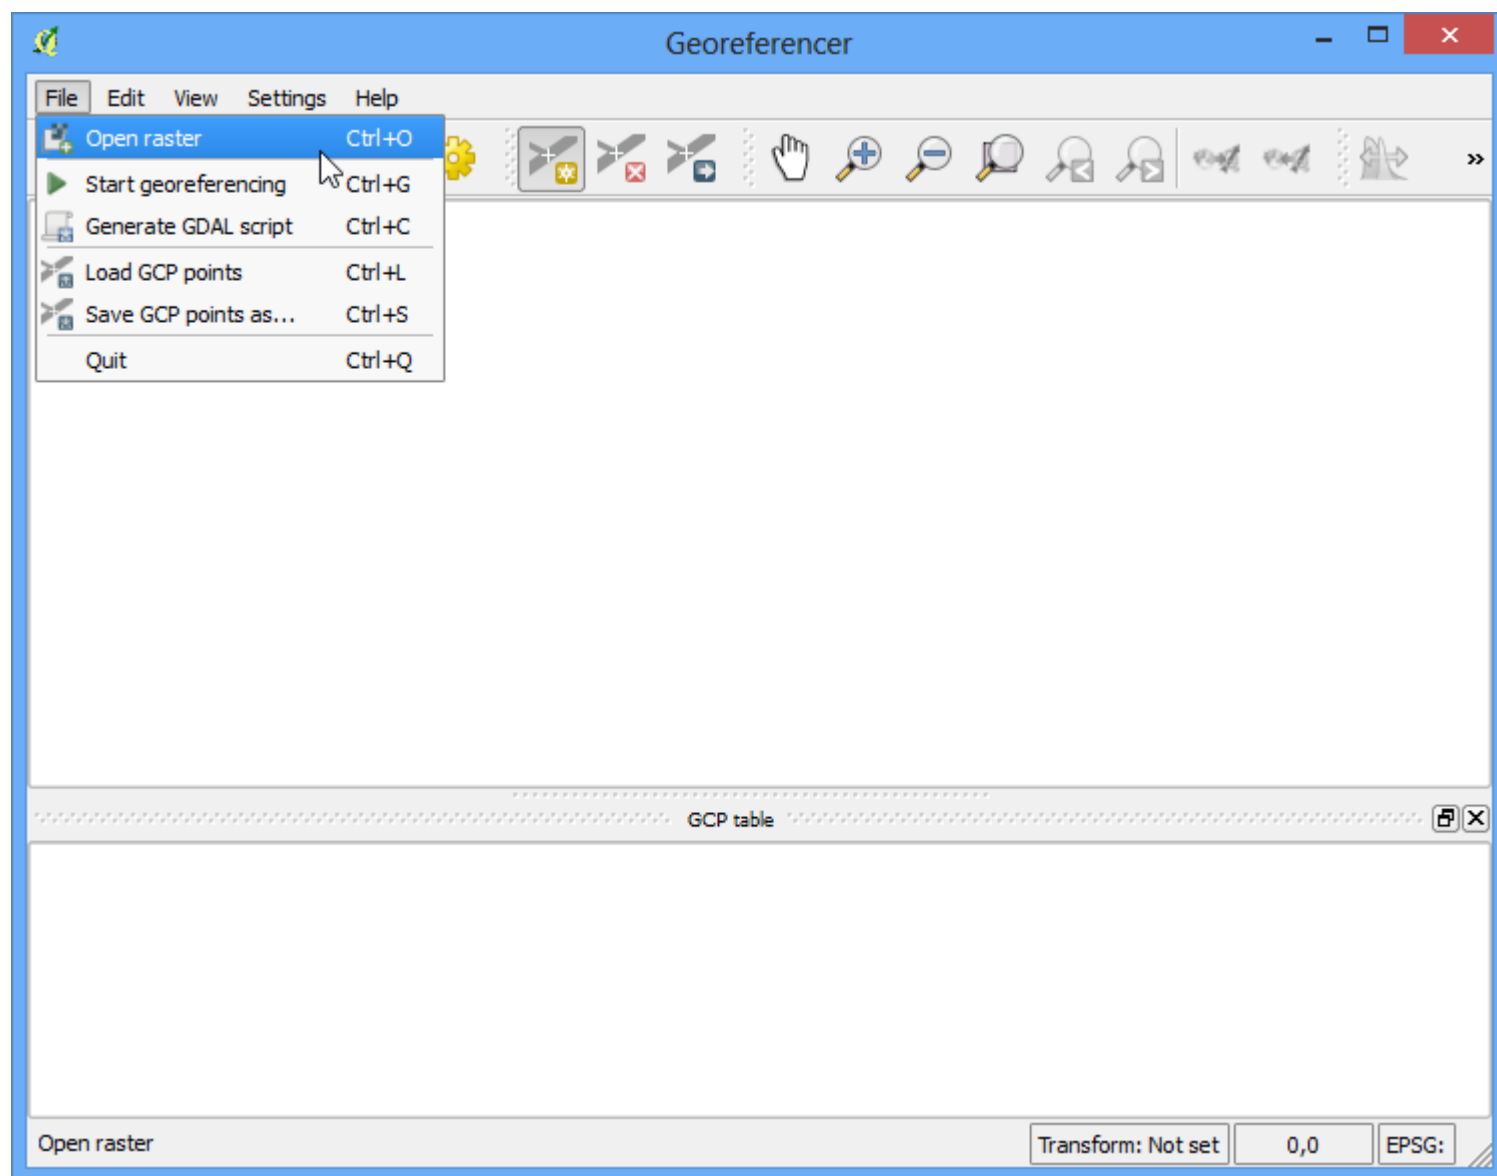 Georeferencer
File Edit View Settings Help
Open raster Ctrl+O
Start georeferencing Ctrl+G
Generate GDAL script Ctrl+C
Load GCP points Ctrl+L
Save GCP points as... Ctrl+S
Quit Ctrl+Q
»
GCP table
Open raster Transform: Not set 0,0 EPSG: